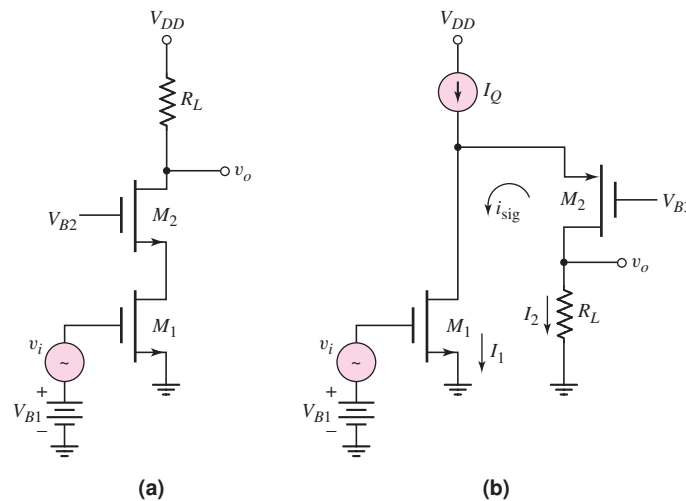 V_DD
R_L
v_o
V_B2
M_2
M_1
v_i
~
+
V_B1
−
(a)
V_DD
I_Q
i_sig
M_2
v_o
M_1
I_1
I_2
R_L
v_i
~
+
V_B1
−
(b)